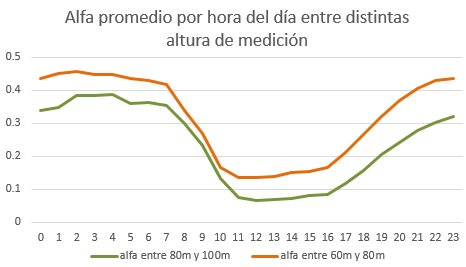 Alfa promedio por hora del día entre distintas
altura de medición
0.5
0.4
0.3
0.2
0.1
0
0 1 2 3 4 5 6 7 8 9 10 11 12 13 14 15 16 17 18 19 20 21 22 23
alfa entre 80m y 100m alfa entre 60m y 80m